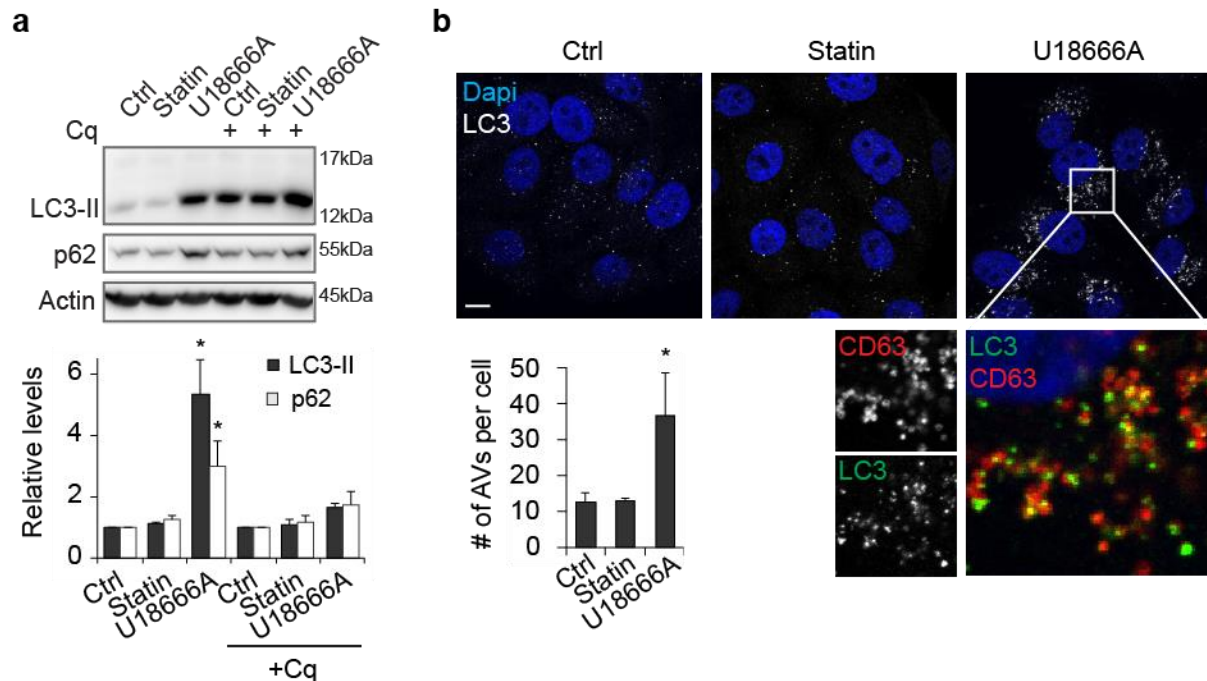 a
Ctrl
Statin
U18666A
Ctrl
Statin
U18666A
Cq + + +
17kDa
LC3-II
12kDa
p62
55kDa
Actin
45kDa
Relative levels
6
4
2
0
*
*
LC3-II
p62
Ctrl
Statin
U18666A
Ctrl
Statin
U18666A
+Cq
b
Ctrl
Statin
U18666A
Dapi
LC3
# of AVs per cell
50
40
30
20
10
0
*
Ctrl
Statin
U18666A
CD63
LC3
LC3
CD63